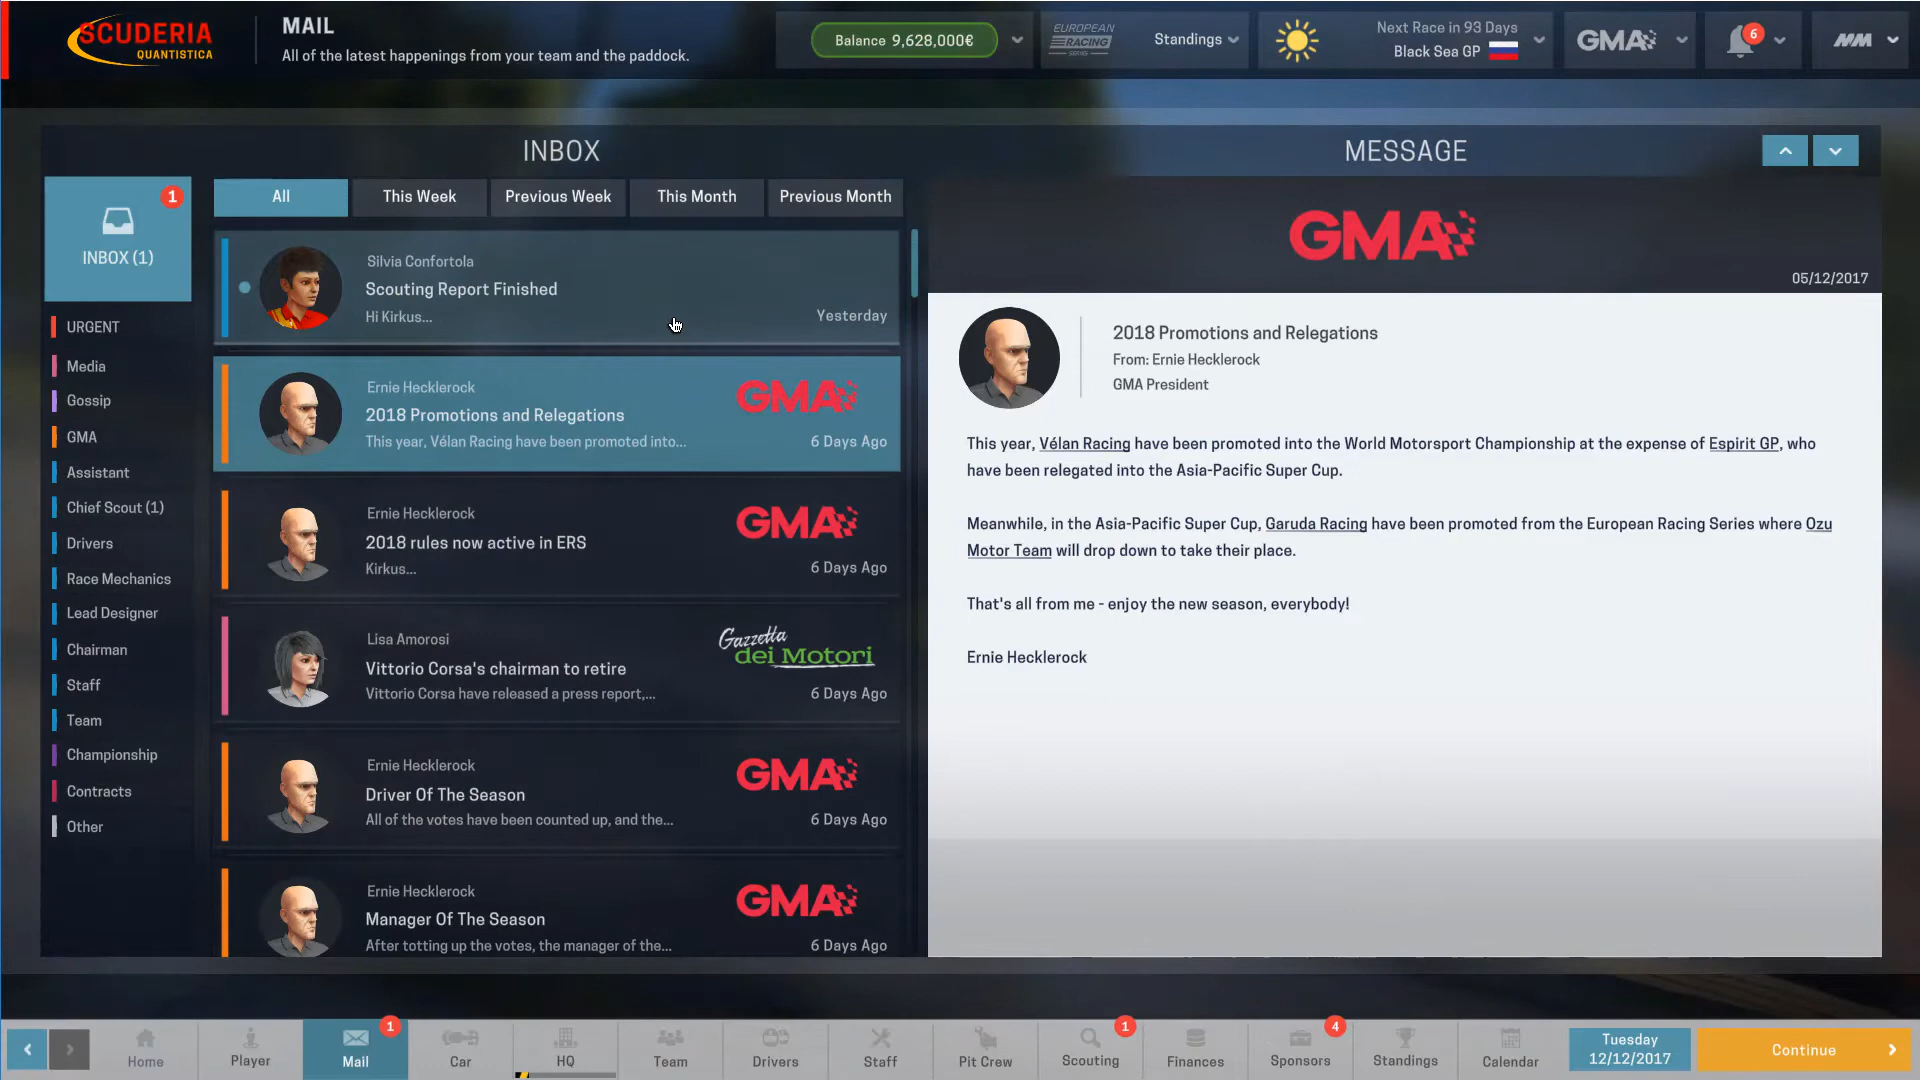 SCUDERIA
QUANTISTICA
MAIL
All of the latest happenings from your team and the paddock.
Balance 9,628,000€
EUROPEAN
RACING
SERIES
Standings
Next Race in 93 Days
Black Sea GP
GMA
6
MM
INBOX
MESSAGE
1
INBOX (1)
All
This Week
Previous Week
This Month
Previous Month
URGENT
Media
Gossip
GMA
Assistant
Chief Scout (1)
Drivers
Race Mechanics
Lead Designer
Chairman
Staff
Team
Championship
Contracts
Other
Silvia Confortola
Scouting Report Finished
Hi Kirkus...
Yesterday
Ernie Hecklerock
GMA
2018 Promotions and Relegations
This year, Vélan Racing have been promoted into...
6 Days Ago
Ernie Hecklerock
GMA
2018 rules now active in ERS
Kirkus...
6 Days Ago
Lisa Amorosi
Gazzetta
dei Motori
Vittorio Corsa's chairman to retire
Vittorio Corsa have released a press report,...
6 Days Ago
Ernie Hecklerock
GMA
Driver Of The Season
All of the votes have been counted up, and the...
6 Days Ago
Ernie Hecklerock
GMA
Manager Of The Season
After totting up the votes, the manager of the...
6 Days Ago
GMA
05/12/2017
2018 Promotions and Relegations
From: Ernie Hecklerock
GMA President
This year, Vélan Racing have been promoted into the World Motorsport Championship at the expense of Espirit GP, who
have been relegated into the Asia-Pacific Super Cup.
Meanwhile, in the Asia-Pacific Super Cup, Garuda Racing have been promoted from the European Racing Series where Ozu
Motor Team will drop down to take their place.
That's all from me - enjoy the new season, everybody!
Ernie Hecklerock
Home
Player
1
Mail
Car
HQ
Team
Drivers
Staff
Pit Crew
1
Scouting
Finances
4
Sponsors
Standings
Calendar
Tuesday
12/12/2017
Continue